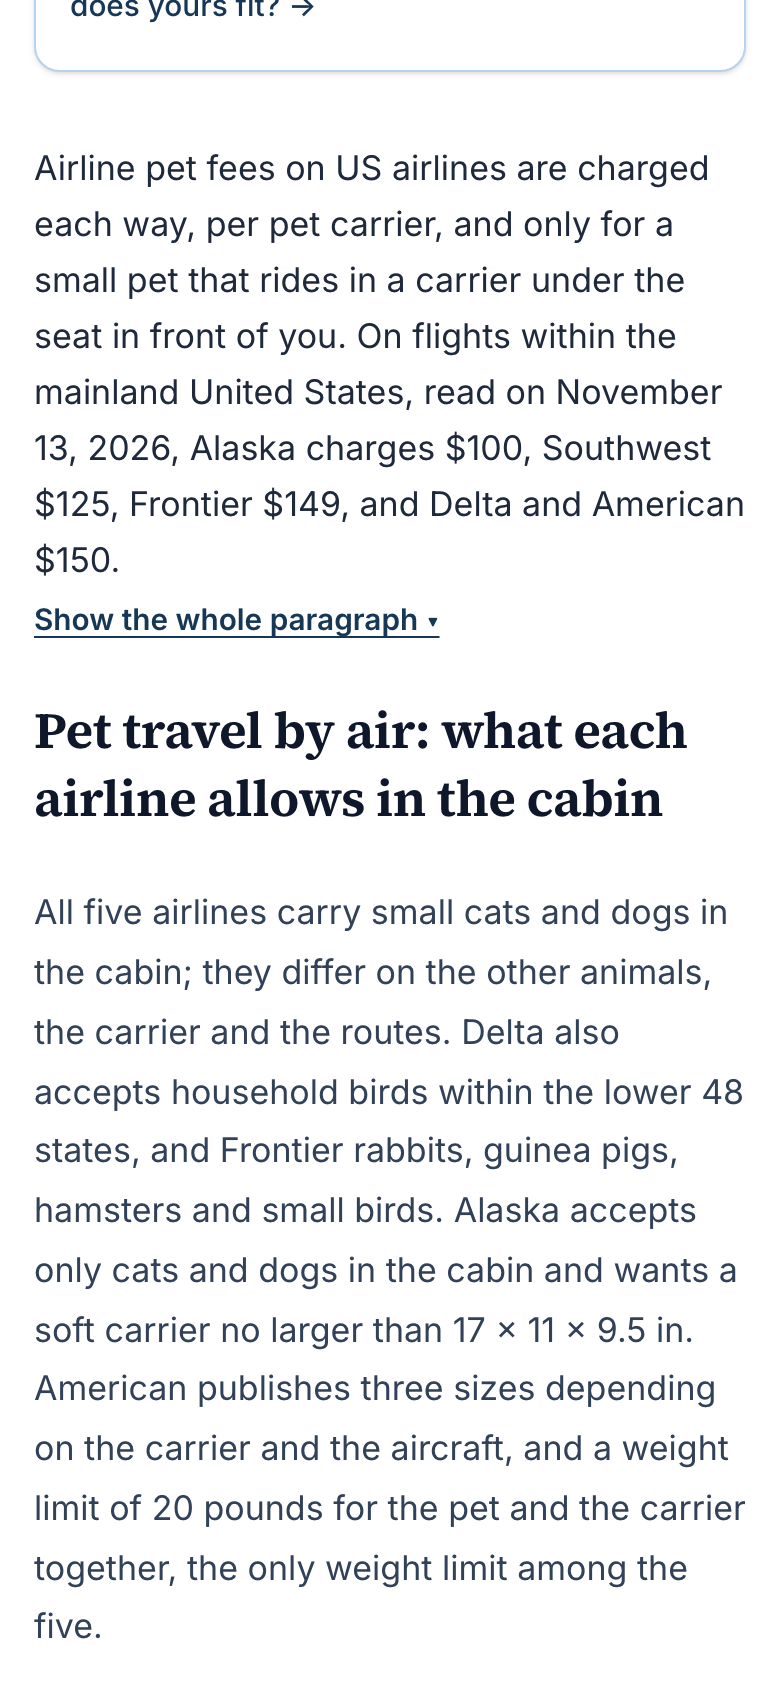 does yours fit? →
Airline pet fees on US airlines are charged
each way, per pet carrier, and only for a
small pet that rides in a carrier under the
seat in front of you. On flights within the
mainland United States, read on November
13, 2026, Alaska charges $100, Southwest
$125, Frontier $149, and Delta and American
$150.
Show the whole paragraph ▾
Pet travel by air: what each
airline allows in the cabin
All five airlines carry small cats and dogs in
the cabin; they differ on the other animals,
the carrier and the routes. Delta also
accepts household birds within the lower 48
states, and Frontier rabbits, guinea pigs,
hamsters and small birds. Alaska accepts
only cats and dogs in the cabin and wants a
soft carrier no larger than 17 × 11 × 9.5 in.
American publishes three sizes depending
on the carrier and the aircraft, and a weight
limit of 20 pounds for the pet and the carrier
together, the only weight limit among the
five.